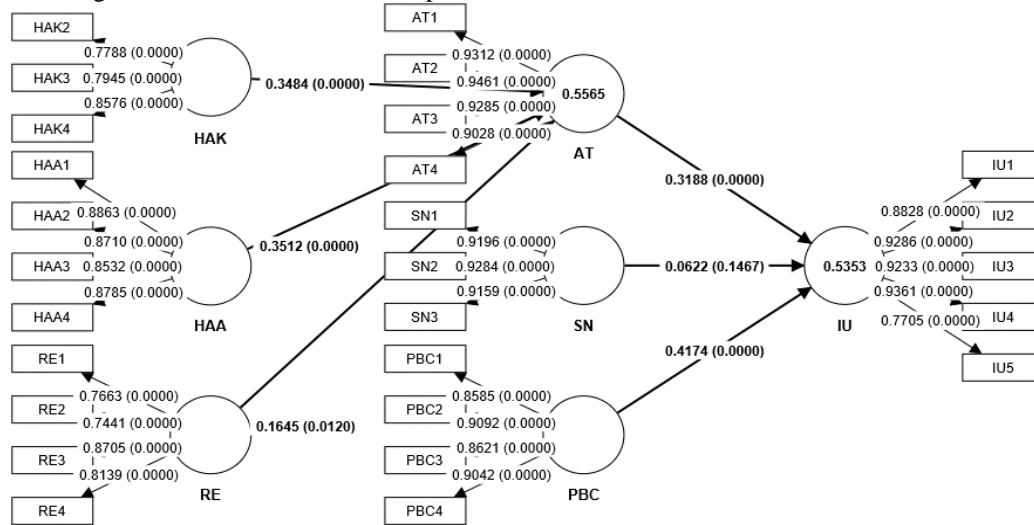 HAK2
HAK3
HAK4
0.7788 (0.0000)
0.7945 (0.0000)
0.8576 (0.0000)
HAK
0.3484 (0.0000)
HAA1
HAA2
HAA3
HAA4
0.8863 (0.0000)
0.8710 (0.0000)
0.8532 (0.0000)
0.8785 (0.0000)
HAA
0.3512 (0.0000)
RE1
RE2
RE3
RE4
0.7663 (0.0000)
0.7441 (0.0000)
0.8705 (0.0000)
0.8139 (0.0000)
RE
0.1645 (0.0120)
AT1
AT2
AT3
AT4
0.9312 (0.0000)
0.9461 (0.0000)
0.9285 (0.0000)
0.9028 (0.0000)
0.5565
AT
0.3188 (0.0000)
SN1
SN2
SN3
0.9196 (0.0000)
0.9284 (0.0000)
0.9159 (0.0000)
SN
0.0622 (0.1467)
PBC1
PBC2
PBC3
PBC4
0.8585 (0.0000)
0.9092 (0.0000)
0.8621 (0.0000)
0.9042 (0.0000)
PBC
0.4174 (0.0000)
0.5353
IU
0.8828 (0.0000)
0.9286 (0.0000)
0.9233 (0.0000)
0.9361 (0.0000)
0.7705 (0.0000)
IU1
IU2
IU3
IU4
IU5